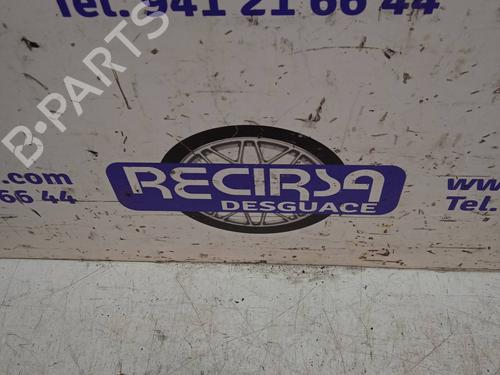 Tel. 941 21 66 44
B-PARTS
RECIRSA
DESGUACE
.com
66 44
www
Tel.